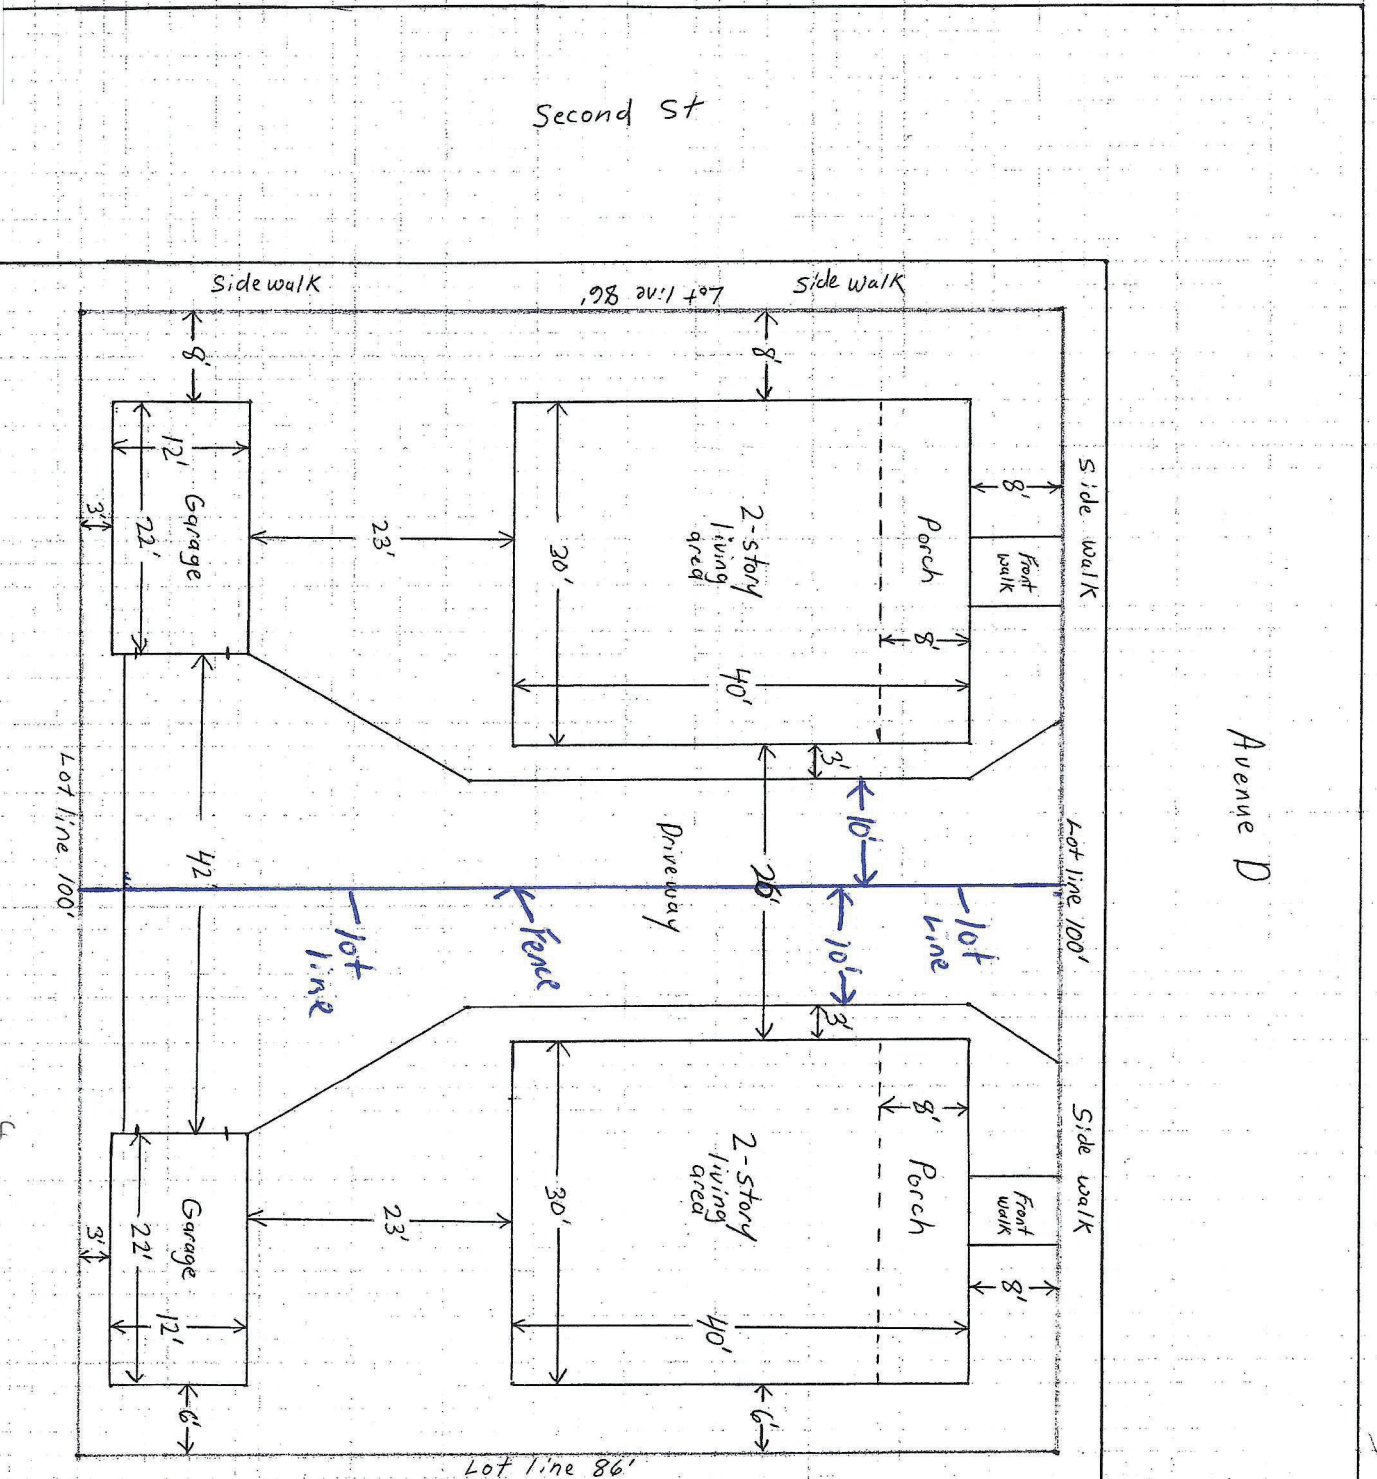 Second St
Sidewalk
Lot line 86'
Side walk
8'
8'
Side walk
8'
Front
walk
Porch
8'
2-story
living
area
30'
40'
23'
12'
Garage
22'
3'
3'
Avenue D
Lot line 100'
Lot line 100'
42'
Driveway
26'
10'
10'
lot
Line
Fence
lot
line
3'
Side walk
8'
Porch
Front
walk
8'
2-story
living
area
30'
40'
23'
Garage
22'
12'
3'
6'
6'
Lot line 86'